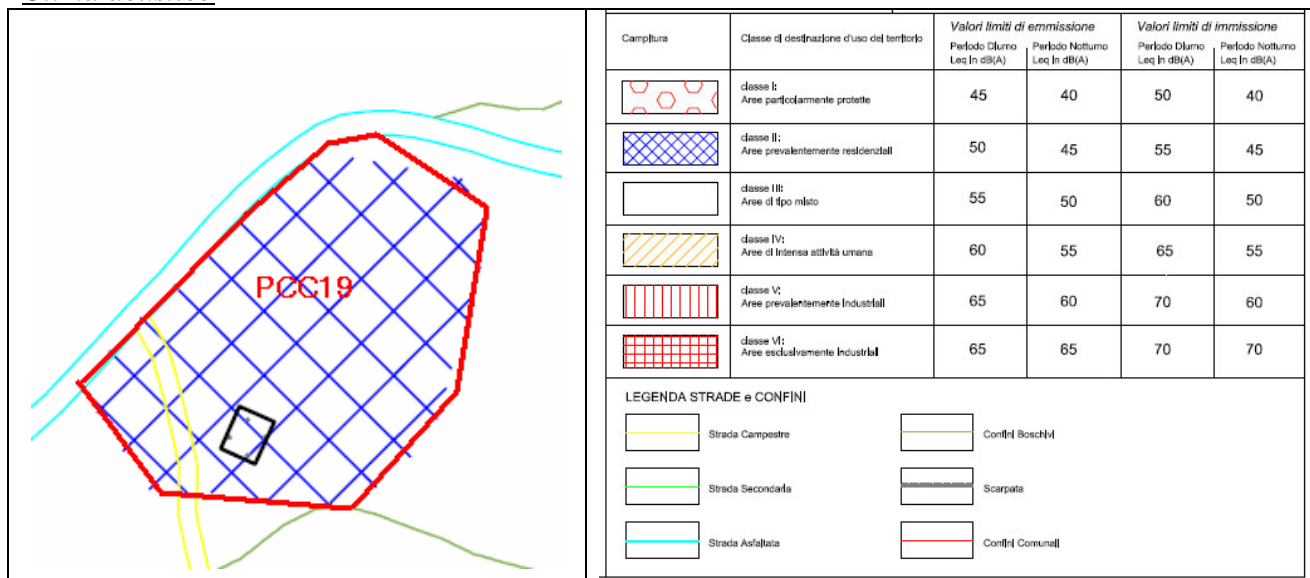 PCC19
Campitura
Classe di destinazione d'uso del territorio
Valori limiti di emmissione
Valori limiti di immissione
Periodo Diurno Leq in dB(A)
Periodo Notturno Leq in dB(A)
Periodo Diurno Leq in dB(A)
Periodo Notturno Leq in dB(A)
classe I:
Aree particolarmente protette
45 40 50 40
classe II:
Aree prevalentemente residenziali
50 45 55 45
classe III:
Aree di tipo misto
55 50 60 50
classe IV:
Aree di intensa attività umana
60 55 65 55
classe V:
Aree prevalentemente industriali
65 60 70 60
classe VI:
Aree esclusivamente industriali
65 65 70 70
LEGENDA STRADE e CONFINI
Strada Campestre
Confini Boschivi
Strada Secondaria
Scarpata
Strada Asfaltata
Confini Comunali